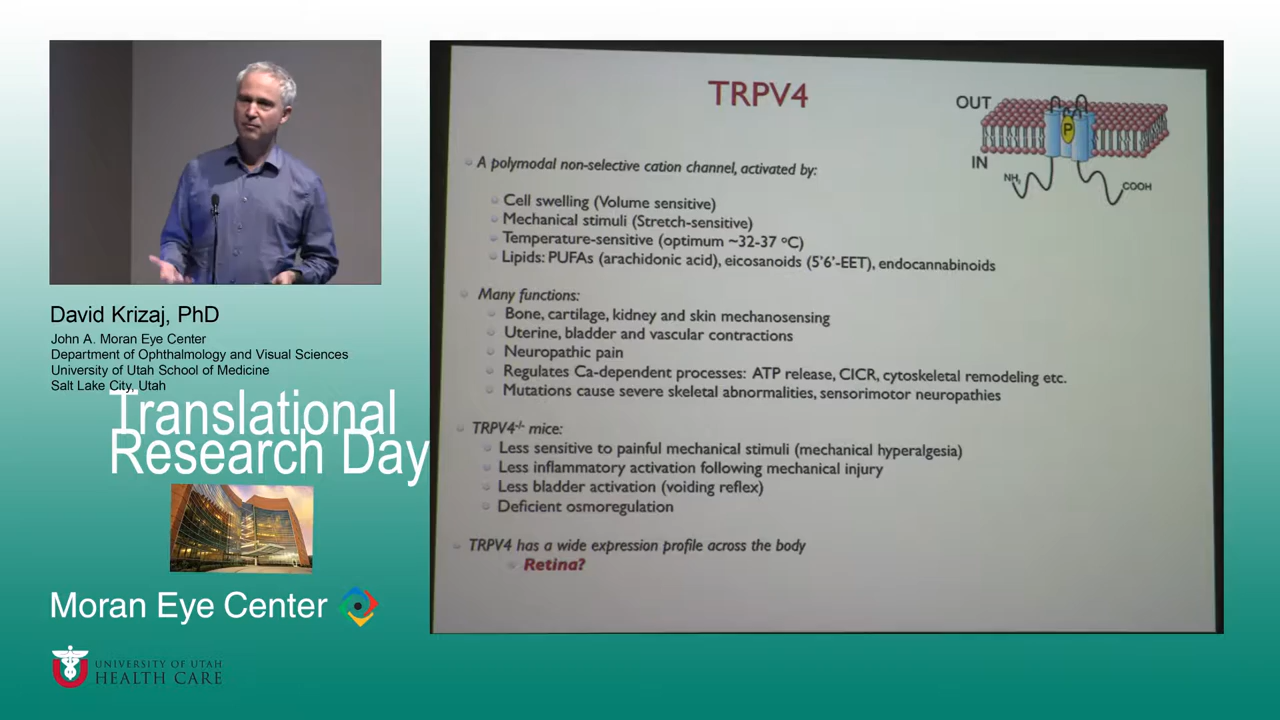 David Krizaj, PhD
John A. Moran Eye Center
Department of Ophthalmology and Visual Sciences
University of Utah School of Medicine
Salt Lake City, Utah
Translational
Research Day
Moran Eye Center
UNIVERSITY OF UTAH
HEALTH CARE
TRPV4
OUT
P
IN
NH2
COOH
A polymodal non-selective cation channel, activated by:
Cell swelling (Volume sensitive)
Mechanical stimuli (Stretch-sensitive)
Temperature-sensitive (optimum ~32-37 °C)
Lipids: PUFAs (arachidonic acid), eicosanoids (5'6'-EET), endocannabinoids
Many functions:
Bone, cartilage, kidney and skin mechanosensing
Uterine, bladder and vascular contractions
Neuropathic pain
Regulates Ca-dependent processes: ATP release, CICR, cytoskeletal remodeling etc.
Mutations cause severe skeletal abnormalities, sensorimotor neuropathies
TRPV4-/- mice:
Less sensitive to painful mechanical stimuli (mechanical hyperalgesia)
Less inflammatory activation following mechanical injury
Less bladder activation (voiding reflex)
Deficient osmoregulation
TRPV4 has a wide expression profile across the body
Retina?